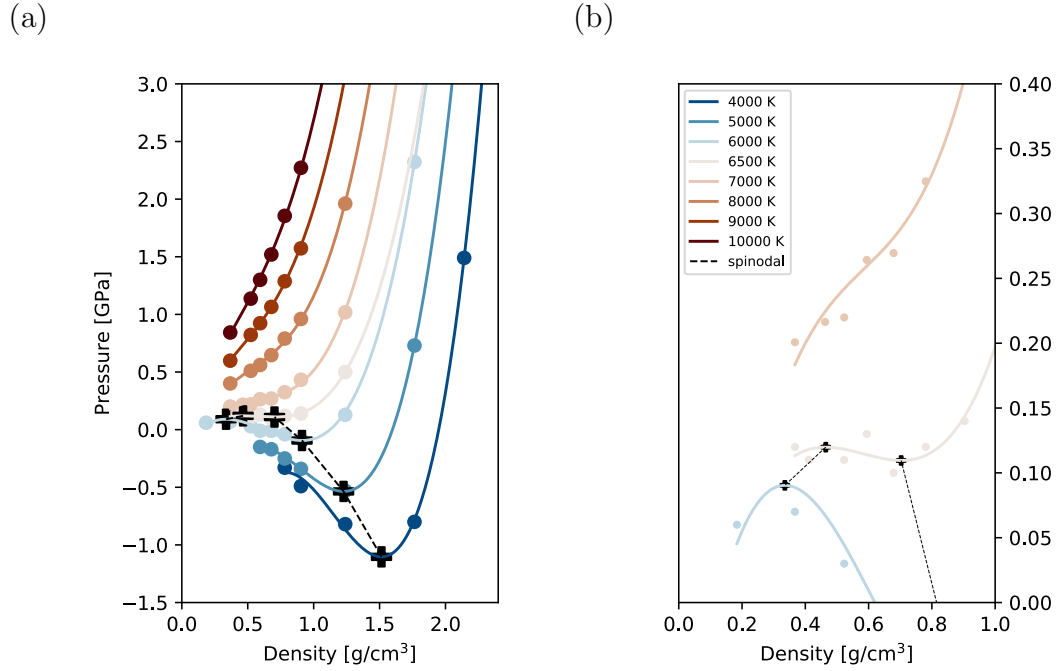 (a)
(b)
Pressure [GPa]
3.0
2.5
2.0
1.5
1.0
0.5
0.0
−0.5
−1.0
−1.5
0.0 0.5 1.0 1.5 2.0
Density [g/cm³]
4000 K
5000 K
6000 K
6500 K
7000 K
8000 K
9000 K
10000 K
spinodal
0.40
0.35
0.30
0.25
0.20
0.15
0.10
0.05
0.00
0.0 0.2 0.4 0.6 0.8 1.0
Density [g/cm³]